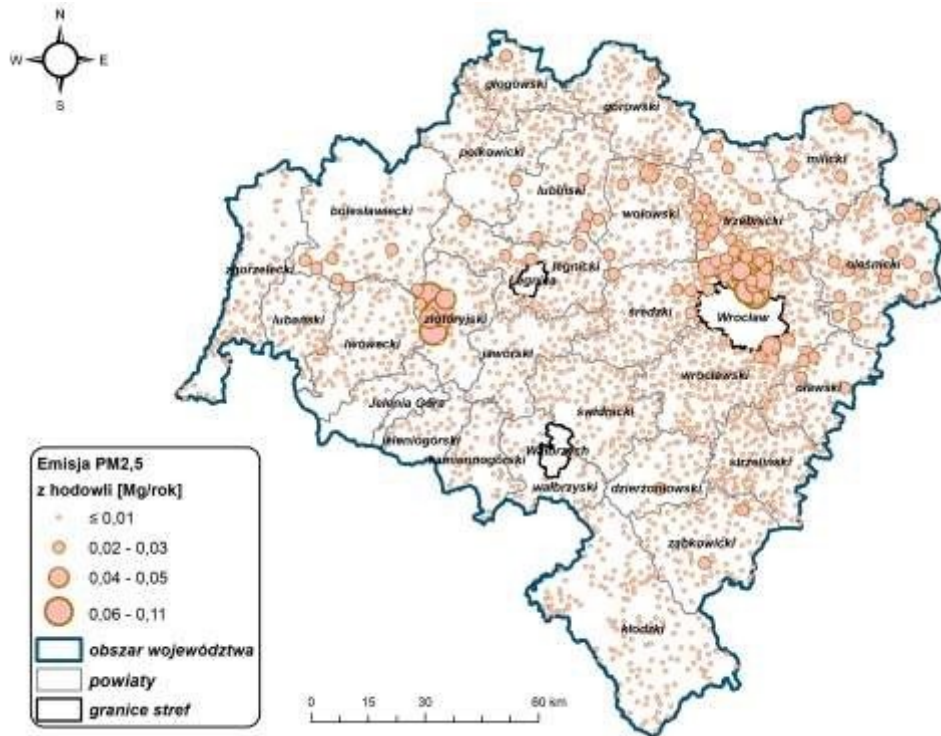 N
W E
S
głogowski
górowski
polkowicki
milicki
lubiński
bolesławiecki
wołowski
trzebnicki
zgorzelecki
legnicki
oleśnicki
Legnica
lubański
złotoryjski
średzki
Wrocław
lwówecki
jaworski
wrocławski
oławski
Jelenia Góra
świdnicki
jeleniogórski
Wałbrzych
kamiennogórski
strzeliński
wałbrzyski
dzierżoniowski
ząbkowicki
kłodzki
Emisja PM2,5
z hodowli [Mg/rok]
≤ 0,01
0,02 - 0,03
0,04 - 0,05
0,06 - 0,11
obszar województwa
powiaty
granice stref
0 30 60 km